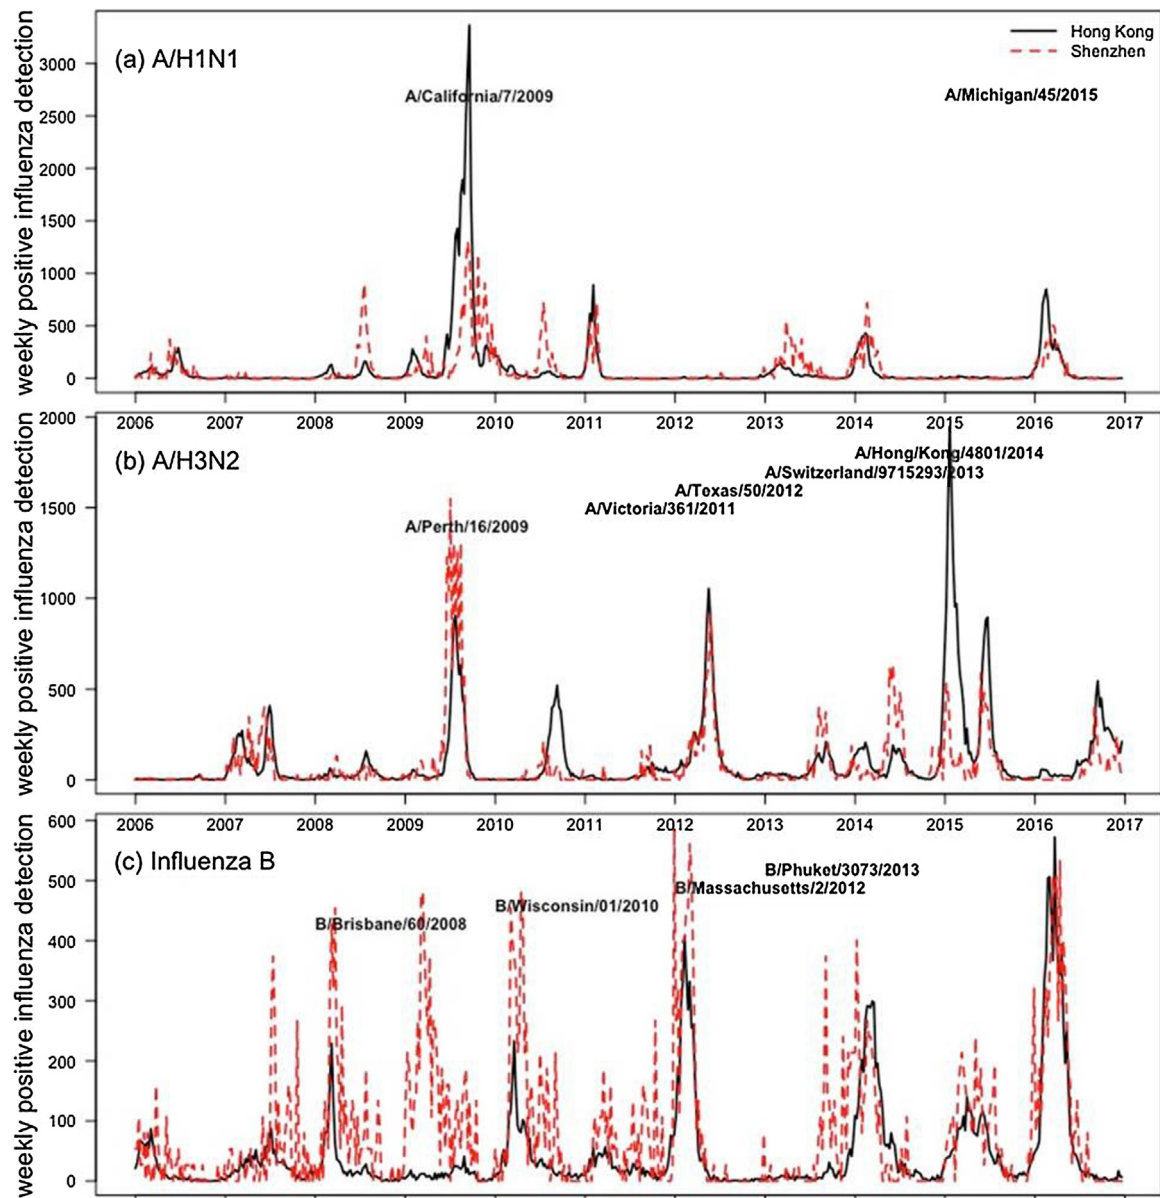 weekly positive influenza detection
(a) A/H1N1
Hong Kong
Shenzhen
A/California/7/2009
A/Michigan/45/2015
3000
2500
2000
1500
1000
500
0
2006 2007 2008 2009 2010 2011 2012 2013 2014 2015 2016 2017
weekly positive influenza detection
(b) A/H3N2
A/Hong/Kong/4801/2014
A/Switzerland/9715293/2013
A/Texas/50/2012
A/Victoria/361/2011
A/Perth/16/2009
2000
1500
1000
500
0
2006 2007 2008 2009 2010 2011 2012 2013 2014 2015 2016 2017
weekly positive influenza detection
(c) Influenza B
B/Phuket/3073/2013
B/Massachusetts/2/2012
B/Wisconsin/01/2010
B/Brisbane/60/2008
600
500
400
300
200
100
0